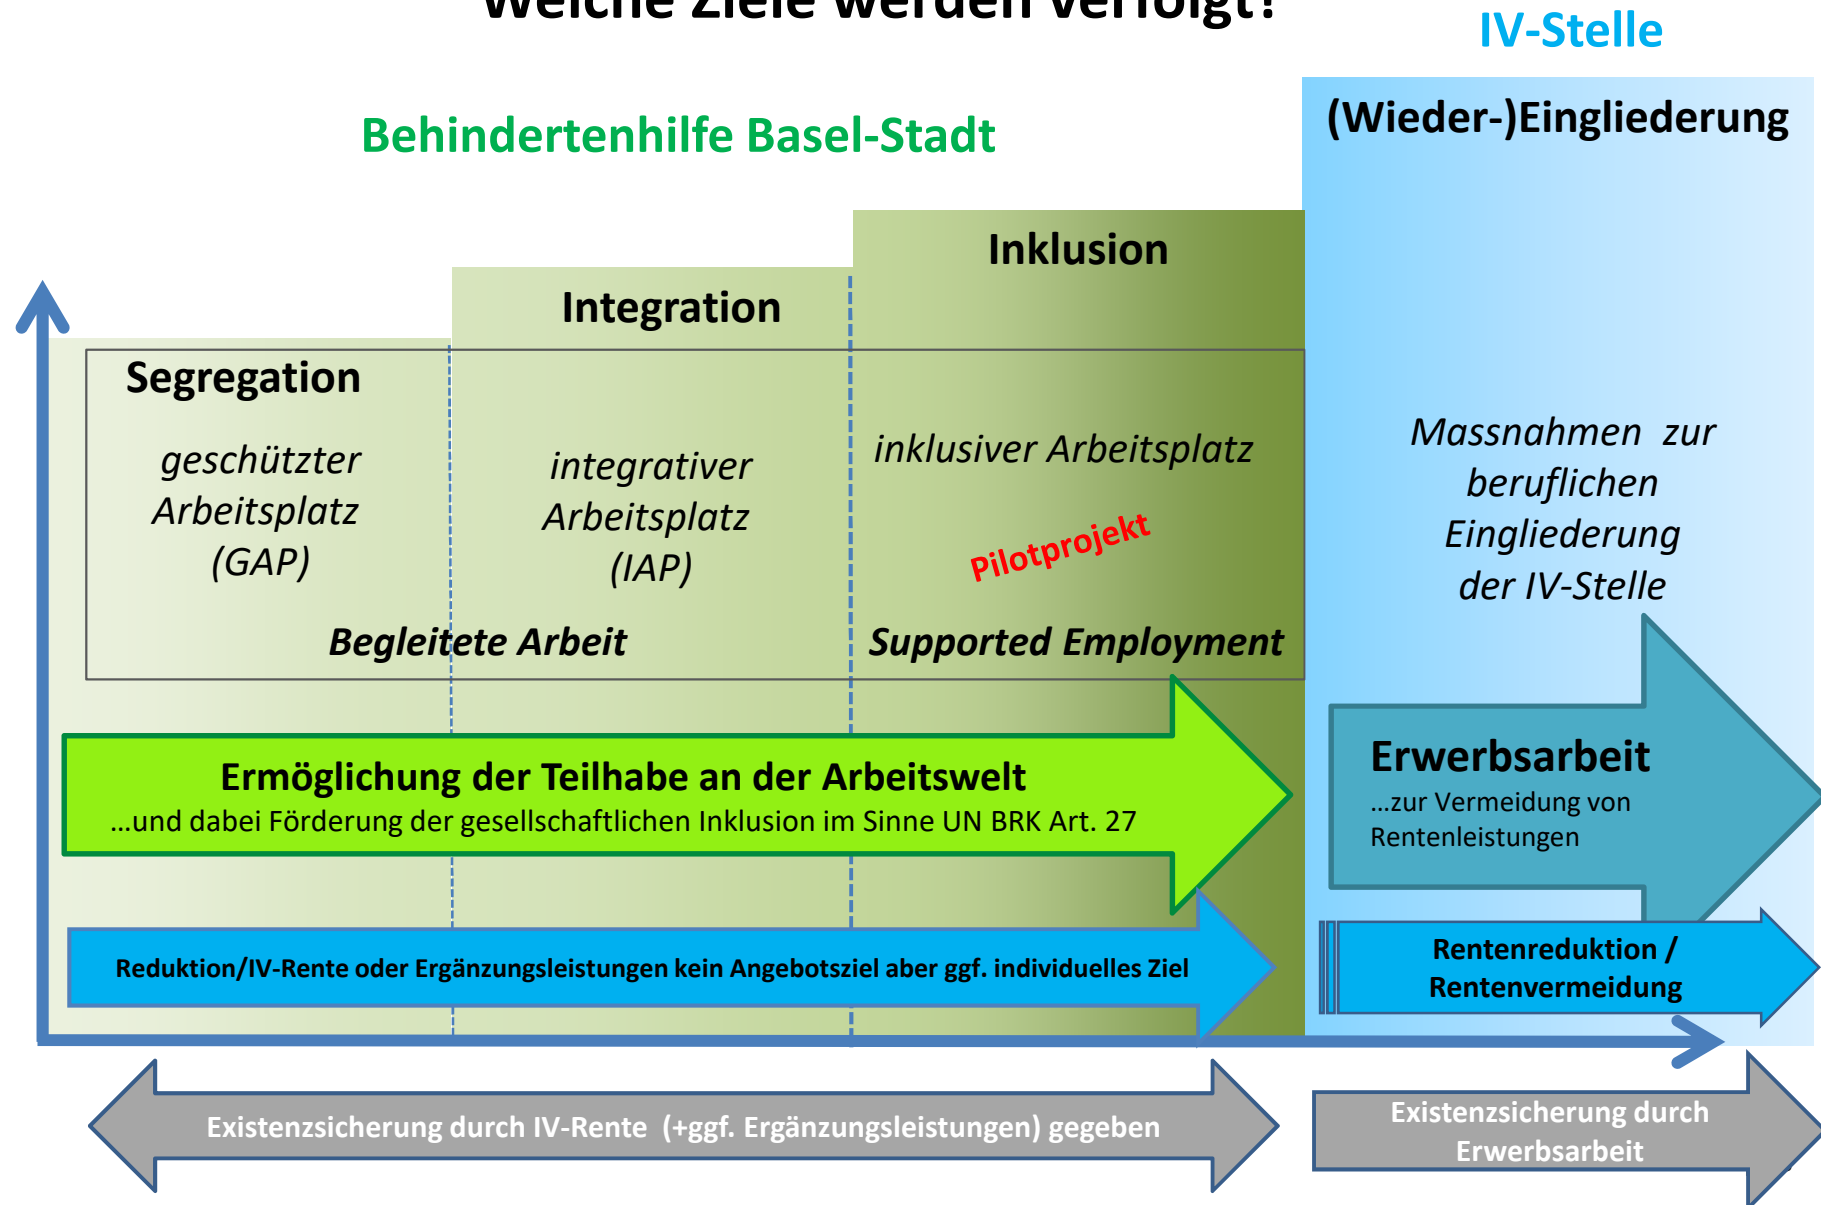 Welche Ziele werden verfolgt?
IV-Stelle
Behindertenhilfe Basel-Stadt
(Wieder-)Eingliederung
Inklusion
Integration
Segregation
geschützter
Arbeitsplatz
(GAP)
integrativer
Arbeitsplatz
(IAP)
inklusiver Arbeitsplatz
Pilotprojekt
Massnahmen zur
beruflichen
Eingliederung
der IV-Stelle
Begleitete Arbeit
Supported Employment
Ermöglichung der Teilhabe an der Arbeitswelt
...und dabei Förderung der gesellschaftlichen Inklusion im Sinne UN BRK Art. 27
Erwerbsarbeit
...zur Vermeidung von
Rentenleistungen
Reduktion/IV-Rente oder Ergänzungsleistungen kein Angebotsziel aber ggf. individuelles Ziel
Rentenreduktion /
Rentenvermeidung
Existenzsicherung durch IV-Rente (+ggf. Ergänzungsleistungen) gegeben
Existenzsicherung durch
Erwerbsarbeit